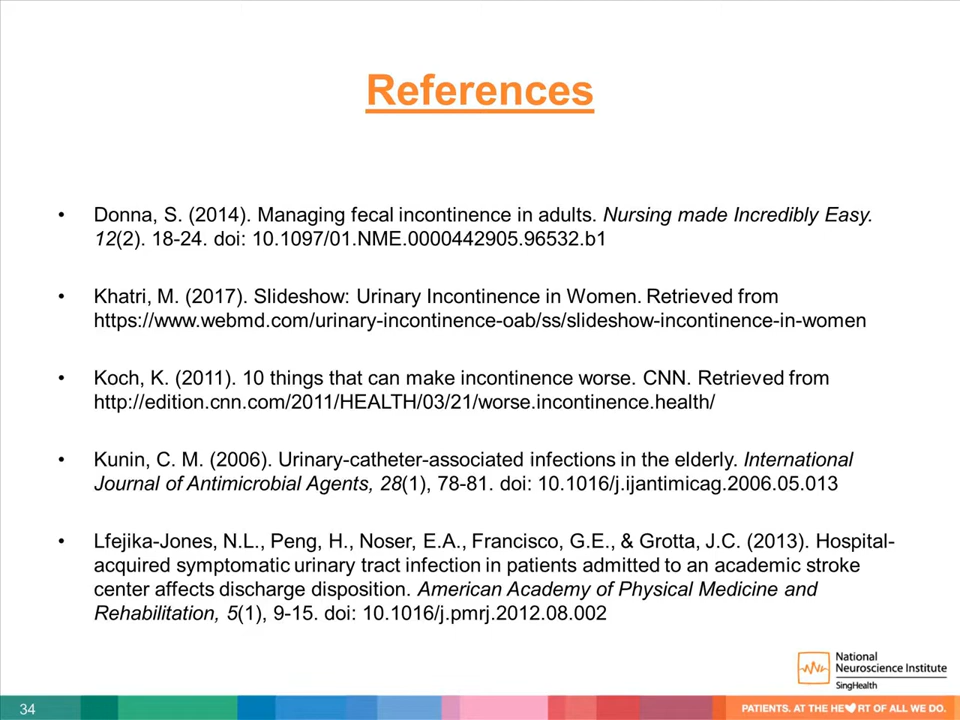 References
• Donna, S. (2014). Managing fecal incontinence in adults. Nursing made Incredibly Easy.
12(2). 18-24. doi: 10.1097/01.NME.0000442905.96532.b1
• Khatri, M. (2017). Slideshow: Urinary Incontinence in Women. Retrieved from
https://www.webmd.com/urinary-incontinence-oab/ss/slideshow-incontinence-in-women
• Koch, K. (2011). 10 things that can make incontinence worse. CNN. Retrieved from
http://edition.cnn.com/2011/HEALTH/03/21/worse.incontinence.health/
• Kunin, C. M. (2006). Urinary-catheter-associated infections in the elderly. International
Journal of Antimicrobial Agents, 28(1), 78-81. doi: 10.1016/j.ijantimicag.2006.05.013
• Lfejika-Jones, N.L., Peng, H., Noser, E.A., Francisco, G.E., & Grotta, J.C. (2013). Hospital-
acquired symptomatic urinary tract infection in patients admitted to an academic stroke
center affects discharge disposition. American Academy of Physical Medicine and
Rehabilitation, 5(1), 9-15. doi: 10.1016/j.pmrj.2012.08.002
National
Neuroscience Institute
SingHealth
34
PATIENTS. AT THE HE♥RT OF ALL WE DO.